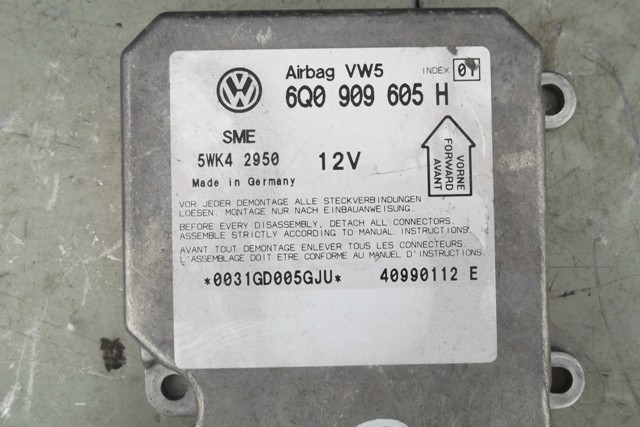 Airbag VW5 INDEX 01
6Q0 909 605 H
SME
5WK4 2950 12V
Made in Germany
VORNE
FORWARD
AVANT
VOR JEDER DEMONTAGE ALLE STECKVERBINDUNGEN
LOESEN. MONTAGE NUR NACH EINBAUANWEISUNG.
BEFORE EVERY DISASSEMBLY, DETACH ALL CONNECTORS.
ASSEMBLE STRICTLY ACCORDING TO MANUAL INSTRUCTIONS.
AVANT TOUT DEMONTAGE ENLEVER TOUS LES CONNECTEURS.
L'ASSEMBLAGE DOIT ETRE CONFORME AU MANUEL D'INSTRUCTIONS.
*0031GD005GJU* 40990112 E